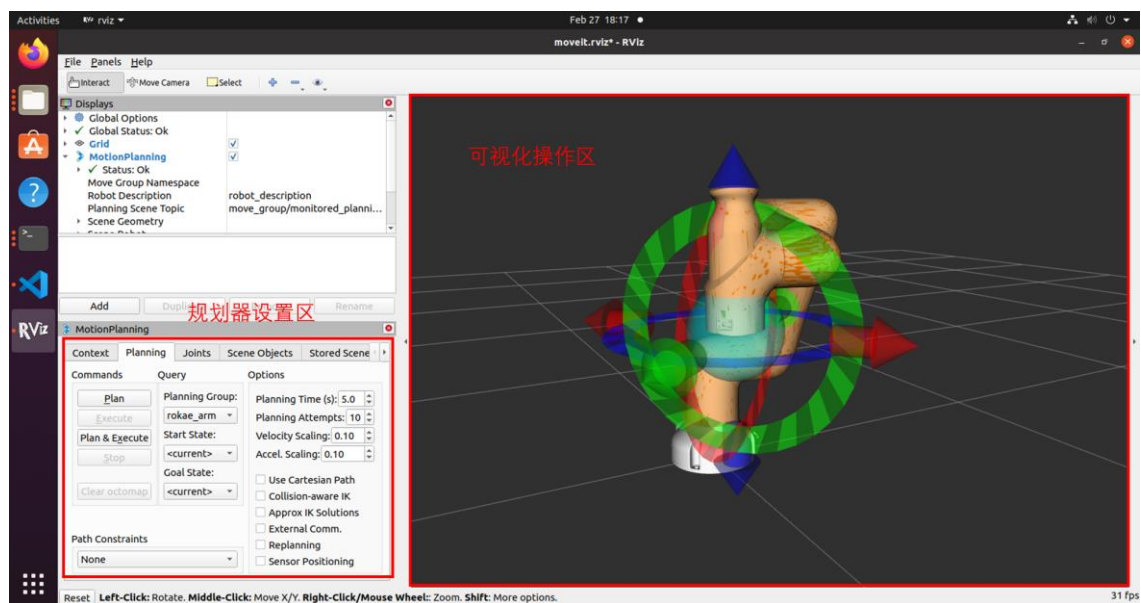 Activities
RViz rviz
Feb 27 18:17
moveit.rviz* - RViz
File Panels Help
Interact Move Camera Select
Displays
Global Options
Global Status: Ok
Grid
MotionPlanning
Status: Ok
Move Group Namespace
Robot Description robot_description
Planning Scene Topic move_group/monitored_planni...
Scene Geometry
Add Rename
规划器设置区
可视化操作区
RViz
MotionPlanning
Context Planning Joints Scene Objects Stored Scene
Commands Query Options
Plan
Execute
Plan & Execute
Stop
Clear octomap
Planning Group:
rokae_arm
Start State:
<current>
Goal State:
<current>
Planning Time (s): 5.0
Planning Attempts: 10
Velocity Scaling: 0.10
Accel. Scaling: 0.10
Use Cartesian Path
Collision-aware IK
Approx IK Solutions
External Comm.
Replanning
Sensor Positioning
Path Constraints
None
Reset Left-Click: Rotate. Middle-Click: Move X/Y. Right-Click/Mouse Wheel:: Zoom. Shift: More options.
31 fps